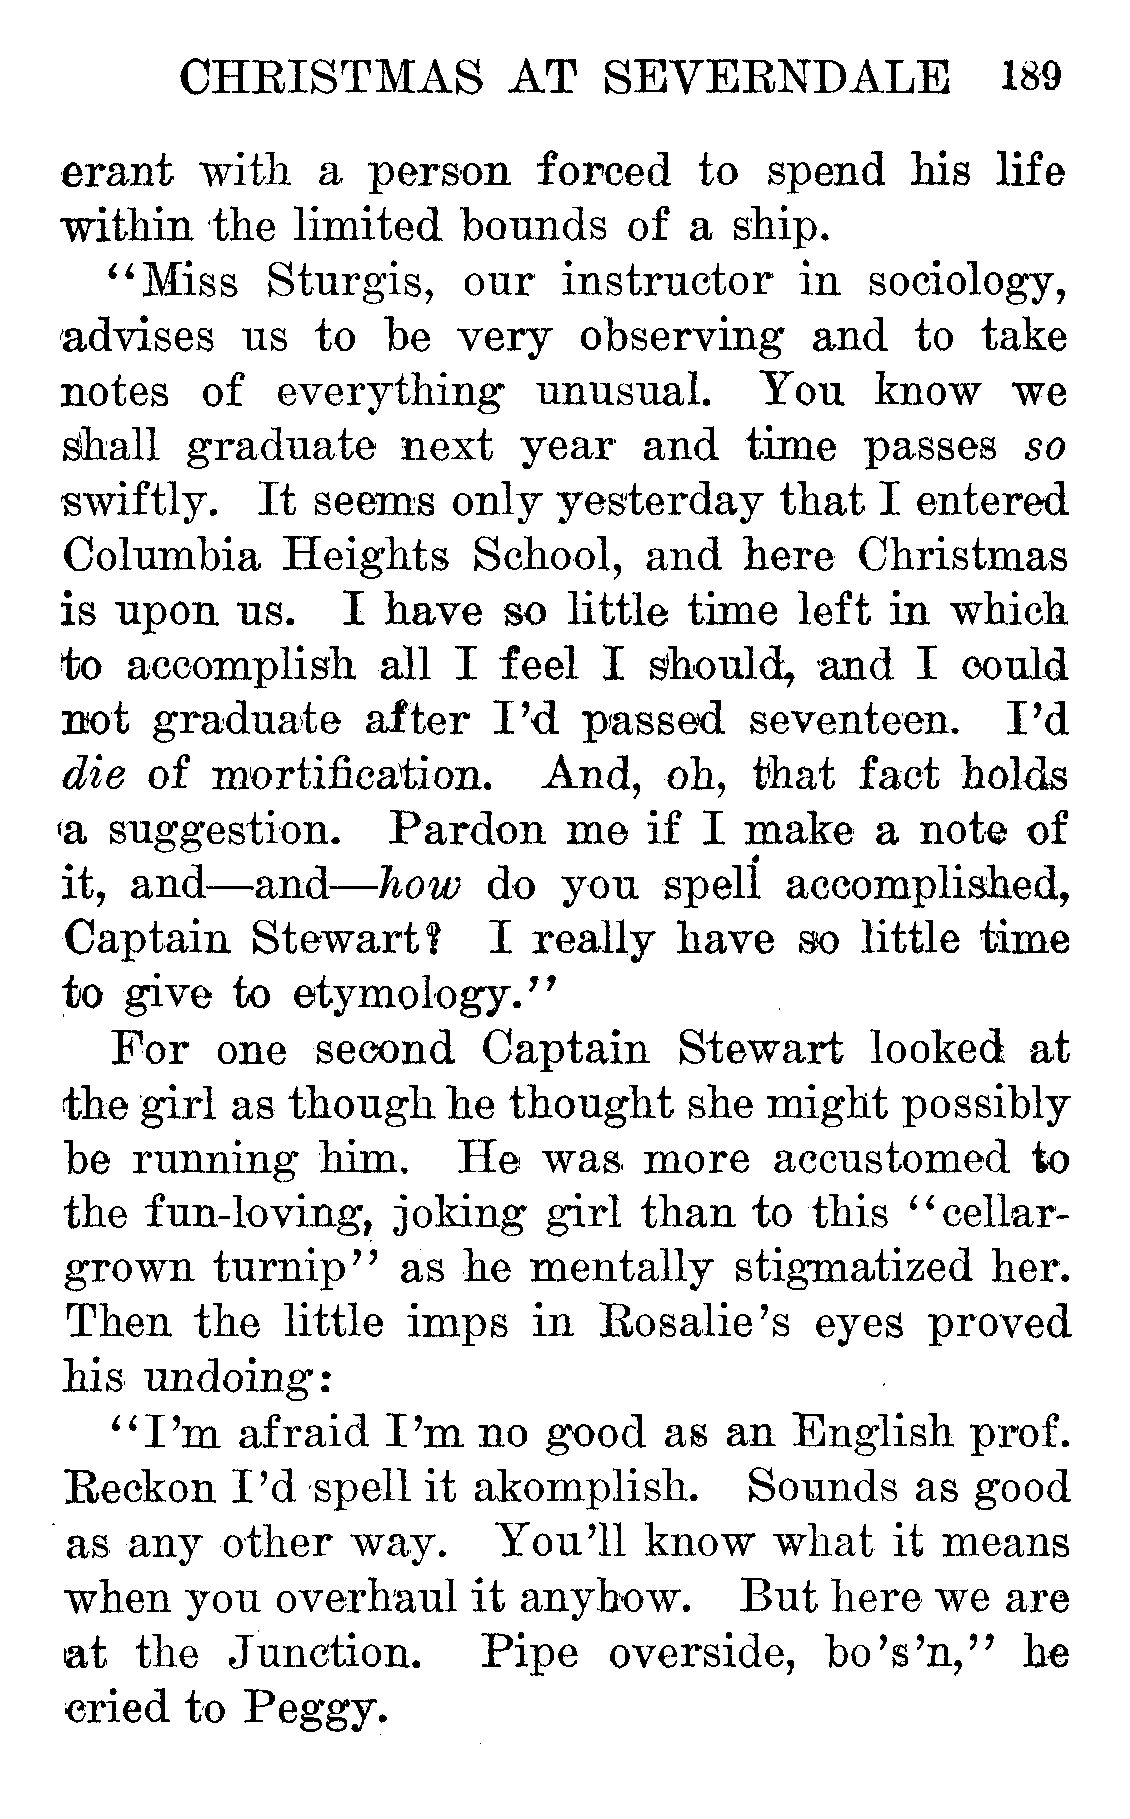 CHRISTMAS AT SEVERNDALE 189
erant with a person forced to spend his life
within the limited bounds of a ship.
"Miss Sturgis, our instructor in sociology,
advises us to be very observing and to take
notes of everything unusual. You know we
shall graduate next year and time passes so
swiftly. It seems only yesterday that I entered
Columbia Heights School, and here Christmas
is upon us. I have so little time left in which
to accomplish all I feel I should, and I could
not graduate after I'd passed seventeen. I'd
die of mortification. And, oh, that fact holds
a suggestion. Pardon me if I make a note of
it, and—and—how do you spell accomplished,
Captain Stewart? I really have so little time
to give to etymology."
For one second Captain Stewart looked at
the girl as though he thought she might possibly
be running him. He was more accustomed to
the fun-loving, joking girl than to this "cellar-
grown turnip" as he mentally stigmatized her.
Then the little imps in Rosalie's eyes proved
his undoing:
"I'm afraid I'm no good as an English prof.
Reckon I'd spell it akomplish. Sounds as good
as any other way. You'll know what it means
when you overhaul it anyhow. But here we are
at the Junction. Pipe overside, bo's'n," he
cried to Peggy.